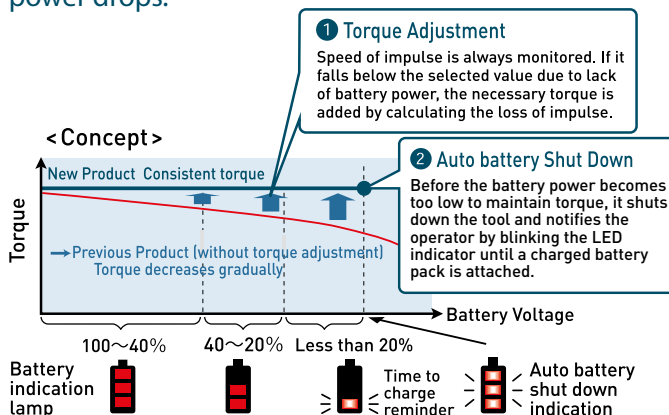 power drops.
1 Torque Adjustment
Speed of impulse is always monitored. If it
falls below the selected value due to lack
of battery power, the necessary torque is
added by calculating the loss of impulse.
<Concept>
2 Auto battery Shut Down
Before the battery power becomes
too low to maintain torque, it shuts
down the tool and notifies the
operator by blinking the LED
indicator until a charged battery
pack is attached.
New Product Consistent torque
Torque
Previous Product (without torque adjustment)
Torque decreases gradually
Battery Voltage
100～40%
40～20%
Less than 20%
Battery
indication
lamp
Time to
charge
reminder
Auto battery
shut down
indication